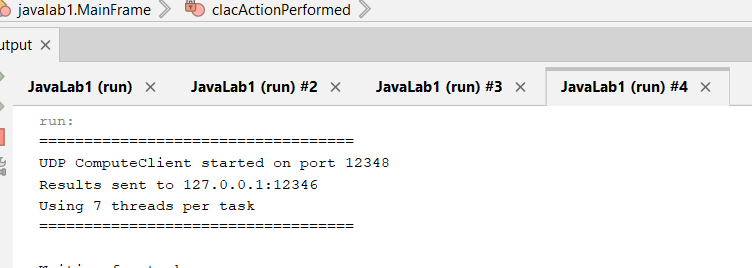 javalab1.MainFrame clacActionPerformed
utput ×
JavaLab1 (run) × JavaLab1 (run) #2 × JavaLab1 (run) #3 × JavaLab1 (run) #4 ×
run:
===================================
UDP ComputeClient started on port 12348
Results sent to 127.0.0.1:12346
Using 7 threads per task
===================================